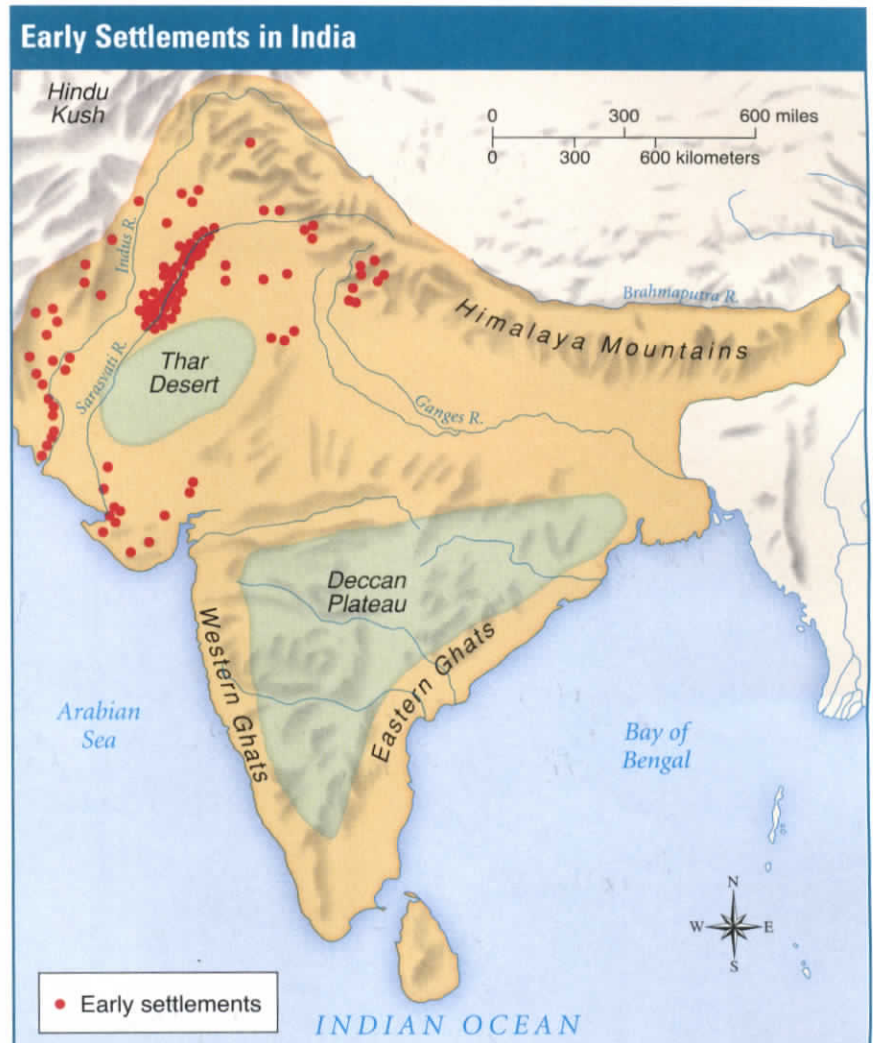 Early Settlements in India
Hindu
Kush
0 300 600 miles
0 300 600 kilometers
Indus R.
Brahmaputra R.
Himalaya Mountains
Thar
Desert
Sarasvati R.
Ganges R.
Deccan
Plateau
Western Ghats
Eastern Ghats
Arabian
Sea
Bay of
Bengal
N
W E
S
Early settlements
INDIAN OCEAN